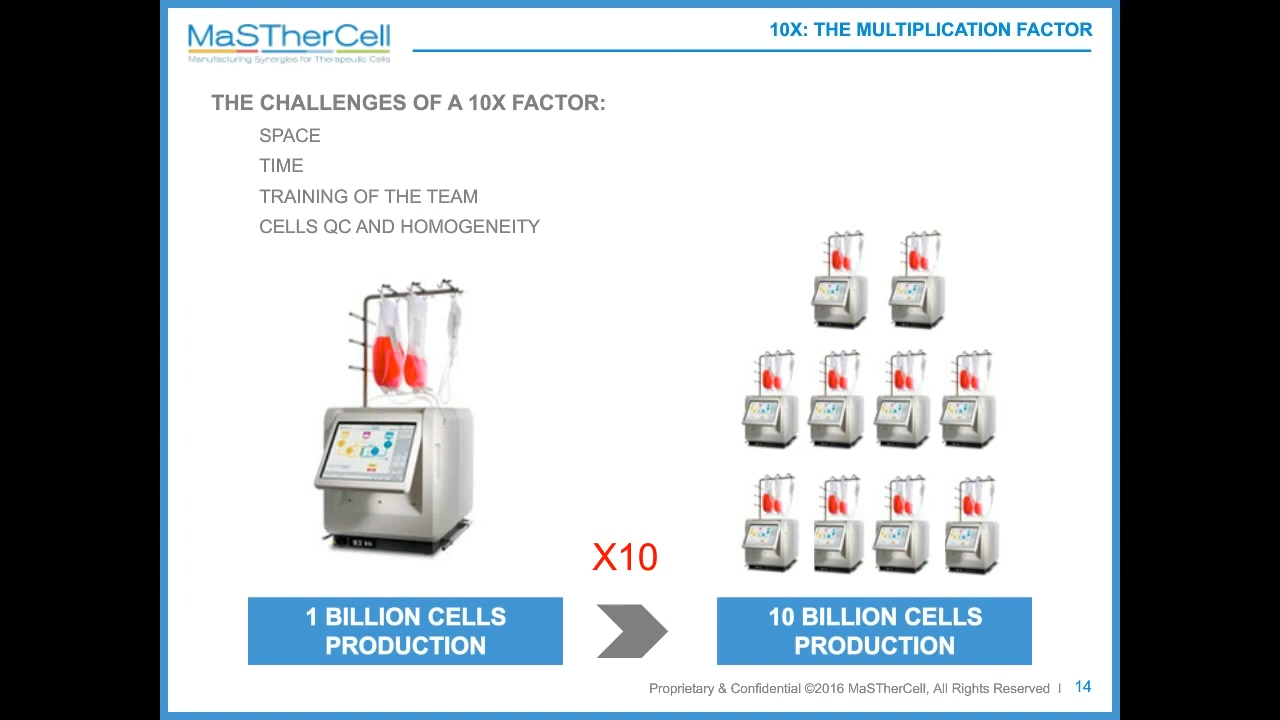 MaSTherCell
Manufacturing Synergies for Therapeutic Cells
10X: THE MULTIPLICATION FACTOR
THE CHALLENGES OF A 10X FACTOR:
SPACE
TIME
TRAINING OF THE TEAM
CELLS QC AND HOMOGENEITY
X10
1 BILLION CELLS
PRODUCTION
10 BILLION CELLS
PRODUCTION
Proprietary & Confidential ©2016 MaSTherCell, All Rights Reserved I 14